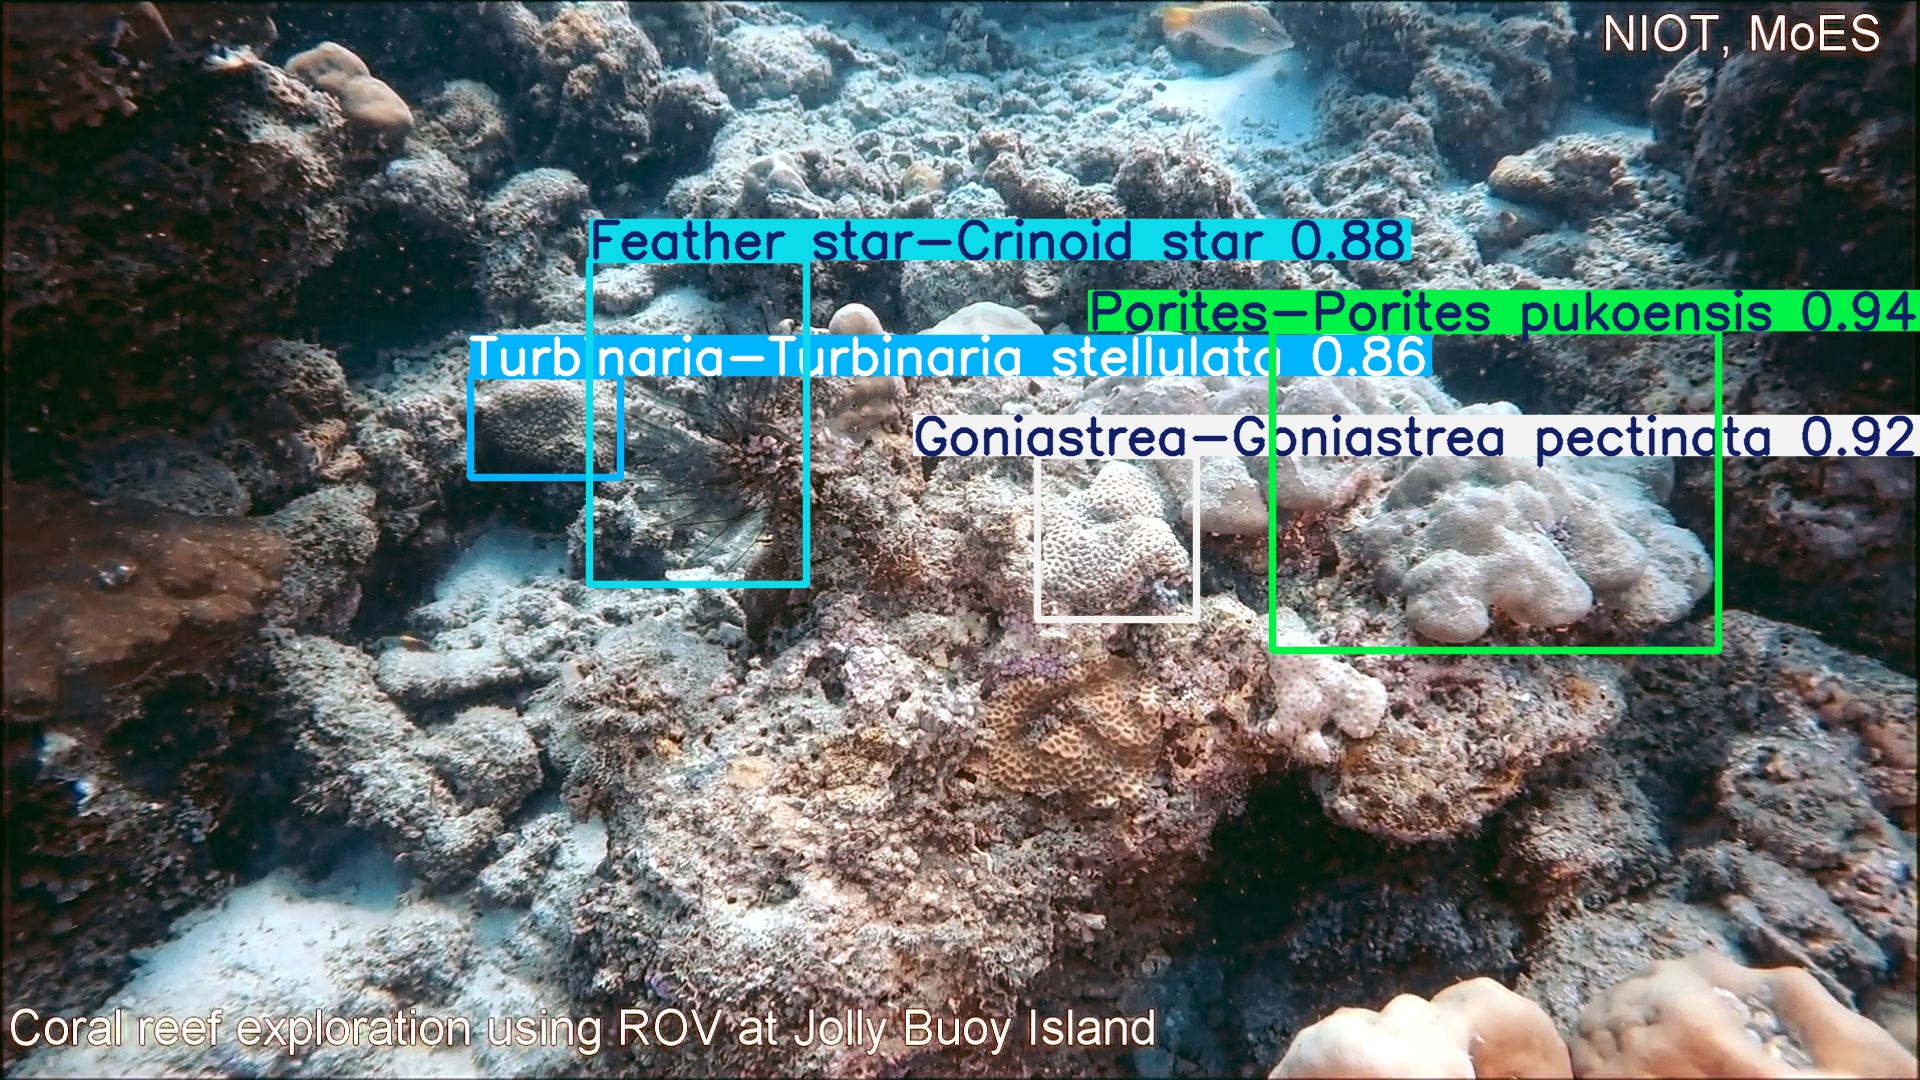 NIOT, MoES
Feather star-Crinoid star 0.88
Porites-Porites pukoensis 0.94
Turbinaria-Turbinaria stellulata 0.86
Goniastrea-Goniastrea pectinata 0.92
Coral reef exploration using ROV at Jolly Buoy Island